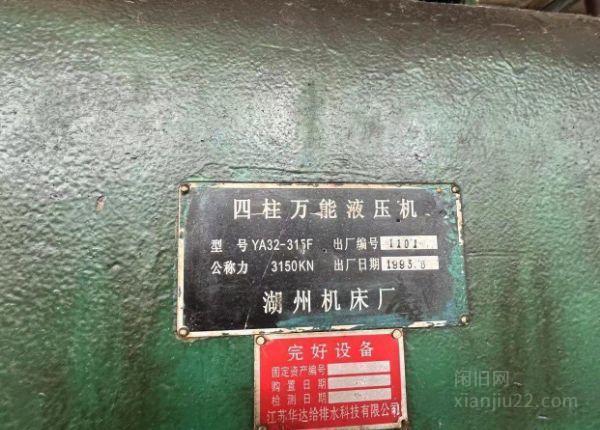 四柱万能液压机
型号 YA32-315F 出厂编号 1101
公称力 3150KN 出厂日期 1993.8
湖州机床厂
完好设备
固定资产编号
购置日期
检测日期
江苏华达给排水科技有限公司
闲旧网
xianjiu22.com